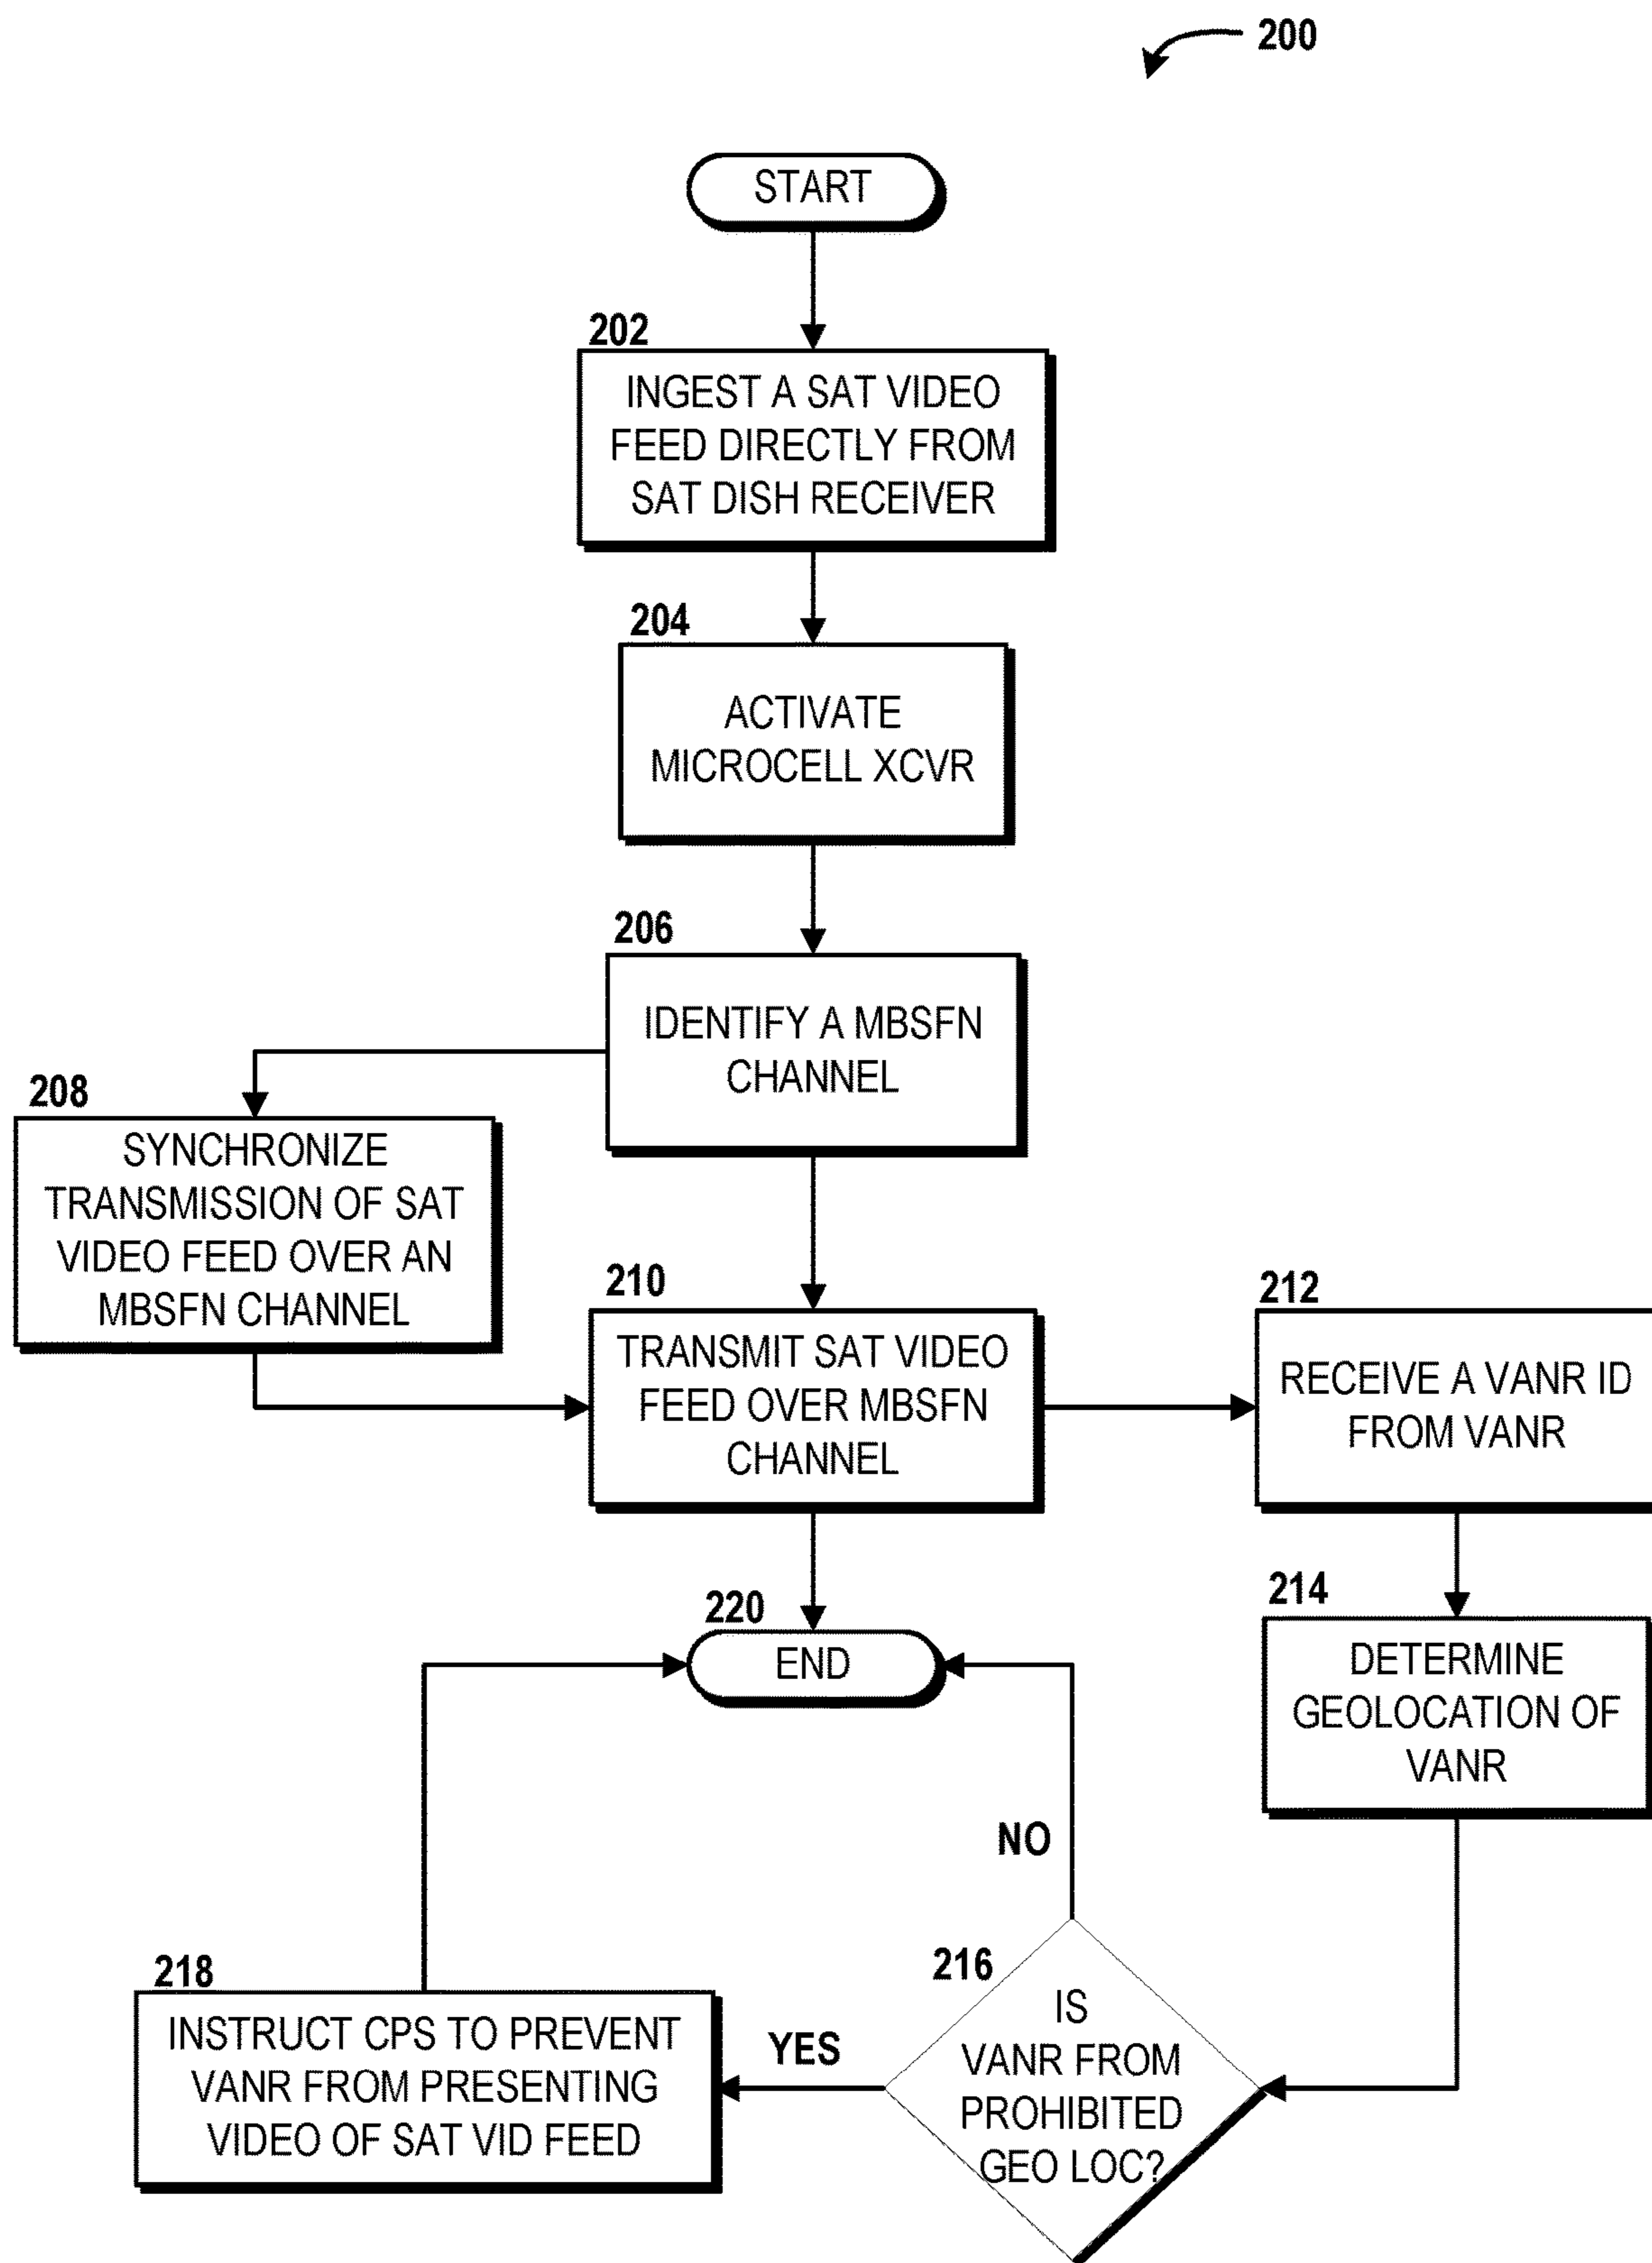 200
START
202
INGEST A SAT VIDEO
FEED DIRECTLY FROM
SAT DISH RECEIVER
204
ACTIVATE
MICROCELL XCVR
206
IDENTIFY A MBSFN
CHANNEL
208
SYNCHRONIZE
TRANSMISSION OF SAT
VIDEO FEED OVER AN
MBSFN CHANNEL
210
TRANSMIT SAT VIDEO
FEED OVER MBSFN
CHANNEL
212
RECEIVE A VANR ID
FROM VANR
214
DETERMINE
GEOLOCATION OF
VANR
220
END
NO
216
IS
VANR FROM
PROHIBITED
GEO LOC?
YES
218
INSTRUCT CPS TO PREVENT
VANR FROM PRESENTING
VIDEO OF SAT VID FEED